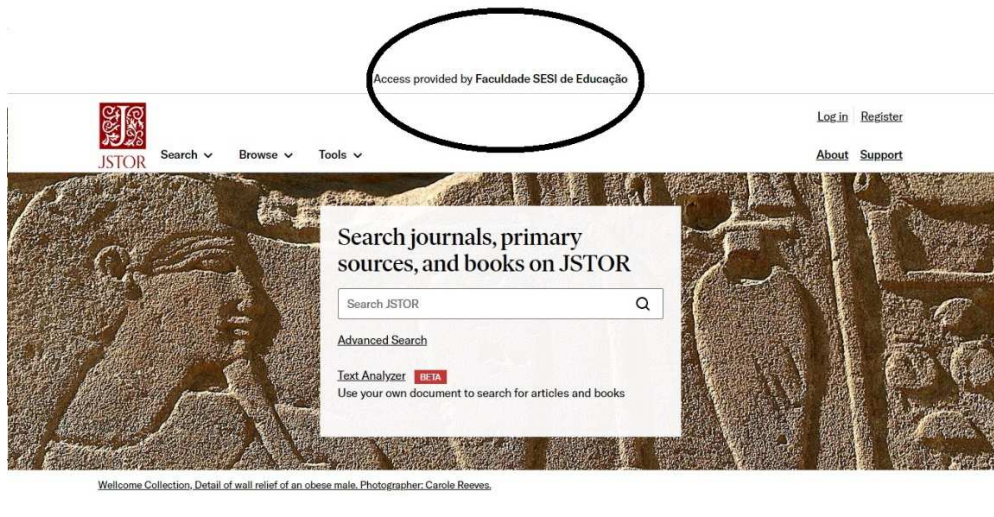 Access provided by Faculdade SESI de Educação
Log in Register
JSTOR
Search Browse Tools
About Support
Search journals, primary
sources, and books on JSTOR
Search JSTOR
Advanced Search
Text Analyzer BETA
Use your own document to search for articles and books
Wellcome Collection, Detail of wall relief of an obese male. Photographer: Carole Reeves.